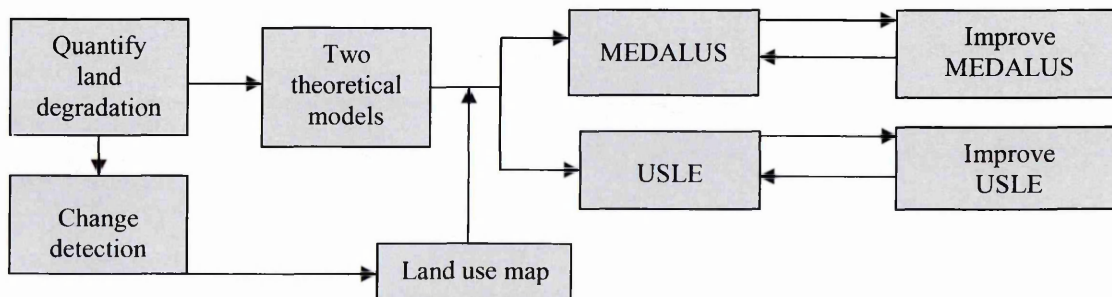 Quantify
land
degradation
Two
theoretical
models
MEDALUS
Improve
MEDALUS
USLE
Improve
USLE
Change
detection
Land use map